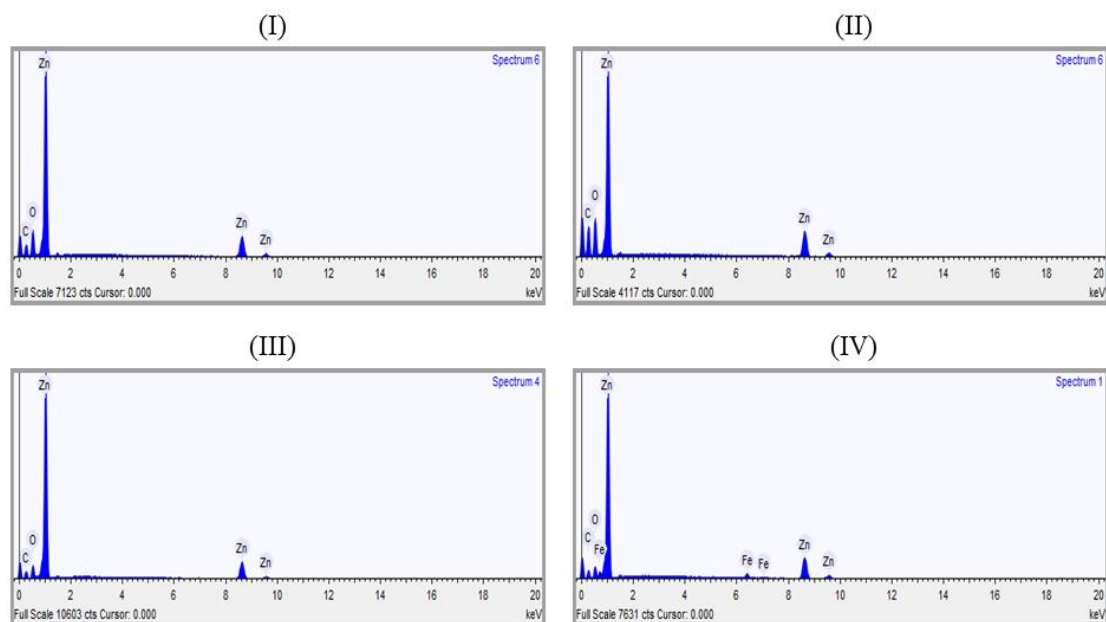 (I)
Spectrum 6
Zn
O
C
Zn
Zn
0 2 4 6 8 10 12 14 16 18 20
Full Scale 7123 cts Cursor: 0.000 keV
(II)
Spectrum 6
Zn
O
C
Zn
Zn
0 2 4 6 8 10 12 14 16 18 20
Full Scale 4117 cts Cursor: 0.000 keV
(III)
Spectrum 4
Zn
O
C
Zn
Zn
0 2 4 6 8 10 12 14 16 18 20
Full Scale 10603 cts Cursor: 0.000 keV
(IV)
Spectrum 1
Zn
O
C
Fe
Zn
Fe
Fe
Zn
0 2 4 6 8 10 12 14 16 18 20
Full Scale 7631 cts Cursor: 0.000 keV